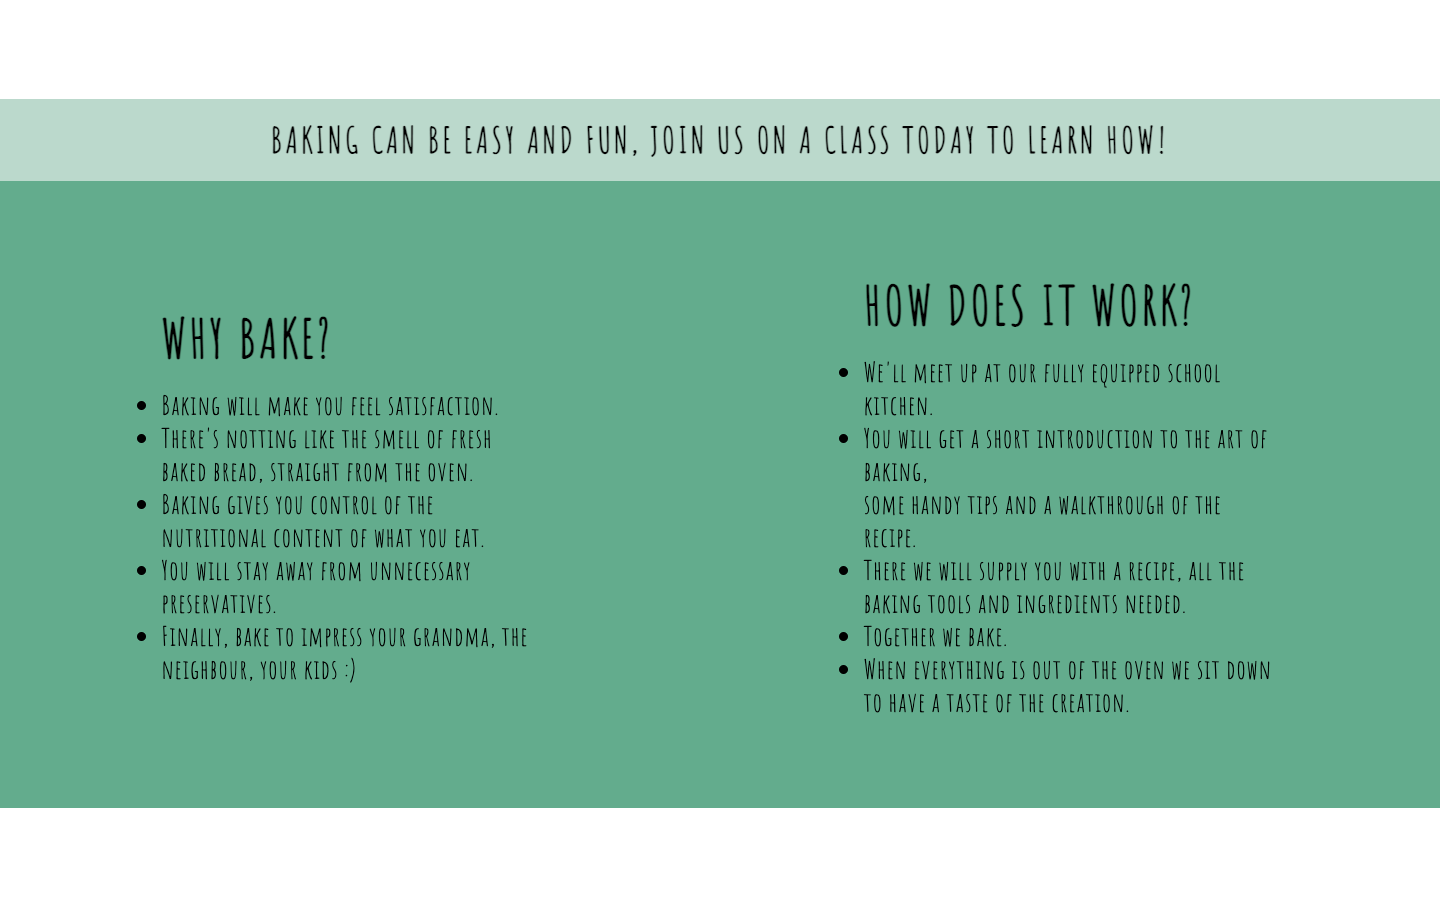 BAKING CAN BE EASY AND FUN, JOIN US ON A CLASS TODAY TO LEARN HOW!
WHY BAKE?
• Baking will make you feel satisfaction.
• There's notting like the smell of fresh
baked bread, straight from the oven.
• Baking gives you control of the
nutritional content of what you eat.
• You will stay away from unnecessary
preservatives.
• Finally, bake to impress your grandma, the
neighbour, your kids :)
HOW DOES IT WORK?
• We'll meet up at our fully equipped school
kitchen.
• You will get a short introduction to the art of
baking,
some handy tips and a walkthrough of the
recipe.
• There we will supply you with a recipe, all the
baking tools and ingredients needed.
• Together we bake.
• When everything is out of the oven we sit down
to have a taste of the creation.